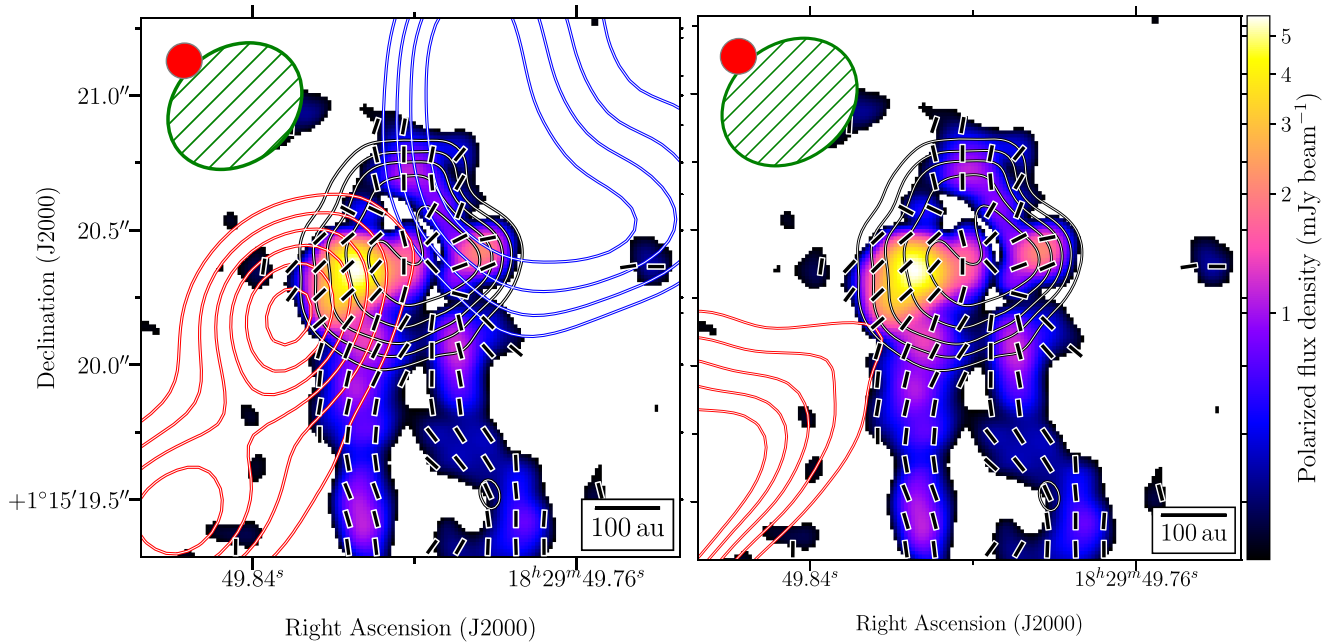 21.0″
20.5″
20.0″
+1°15′19.5″
Declination (J2000)
100 au
49.84ˢ
18ʰ29ᵐ49.76ˢ
Right Ascension (J2000)
100 au
49.84ˢ
18ʰ29ᵐ49.76ˢ
Right Ascension (J2000)
5
4
3
2
1
Polarized flux density (mJy beam⁻¹)